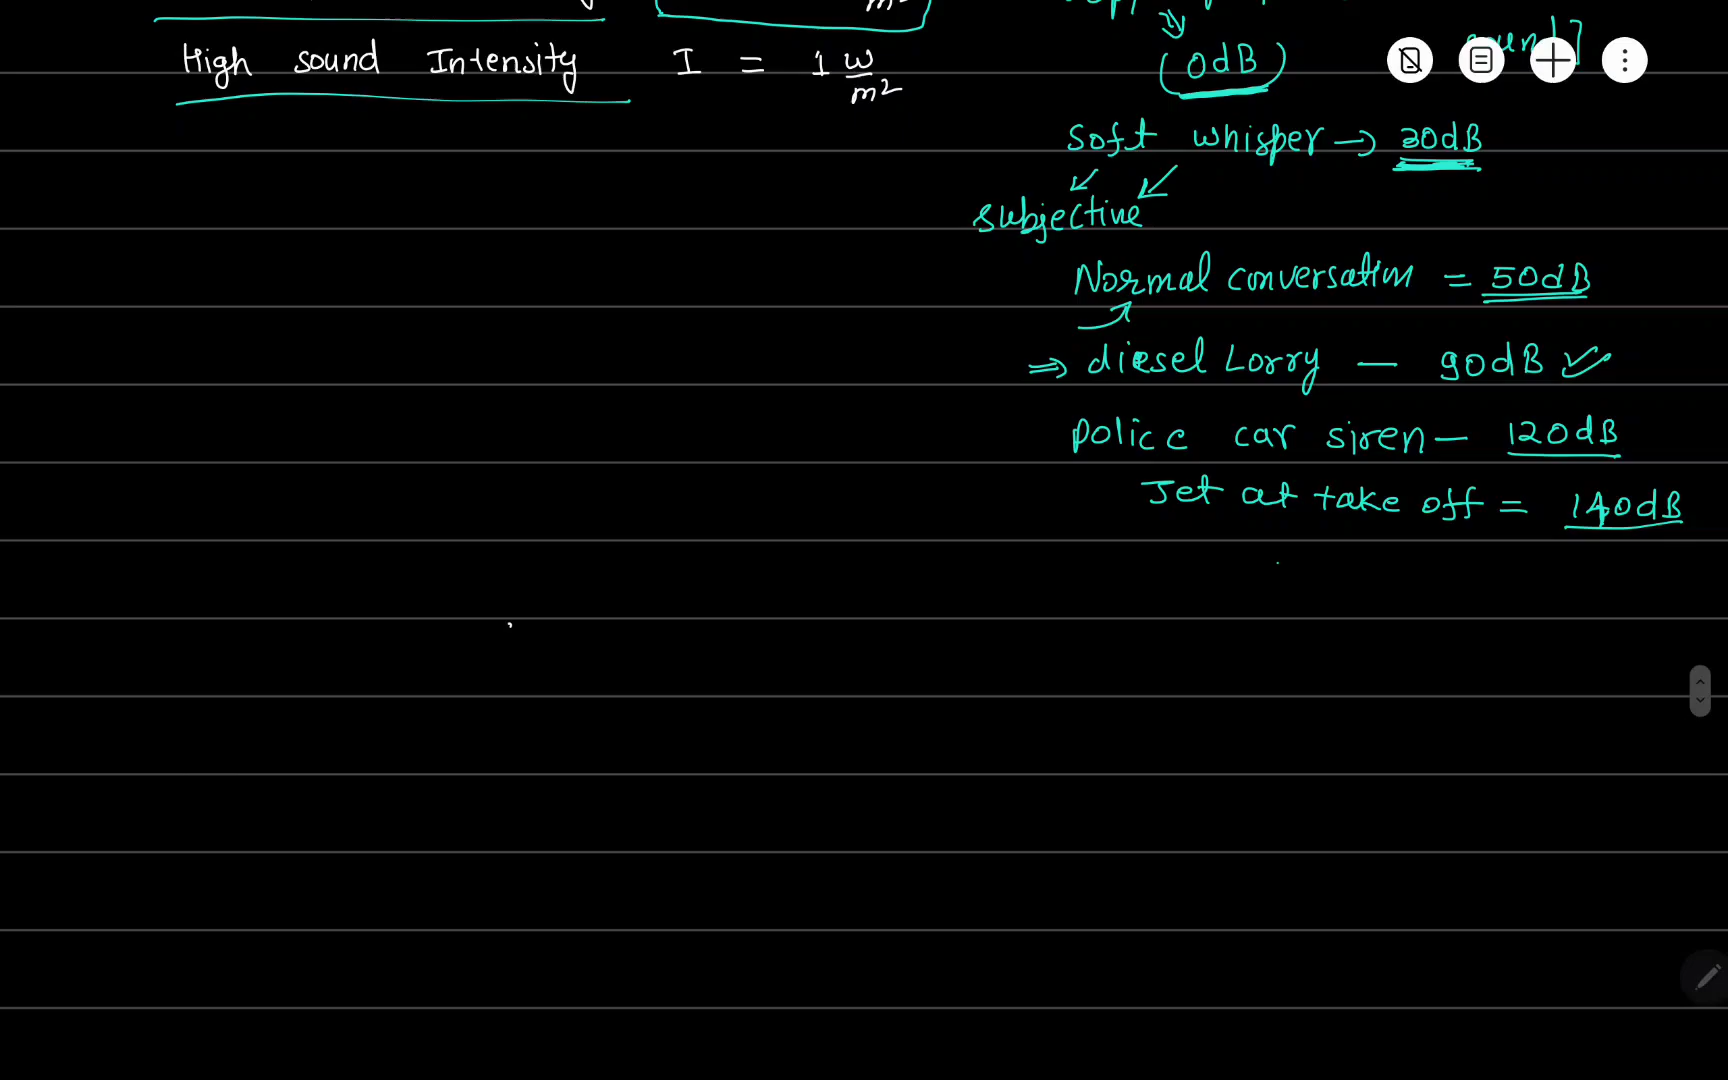 High sound Intensity I = 1 w/m²
(0dB)
Soft whisper → 30dB
subjective
Normal conversation = 50dB
⇒ diesel Lorry — 90dB ✓
police car siren — 120dB
Jet at take off = 140dB